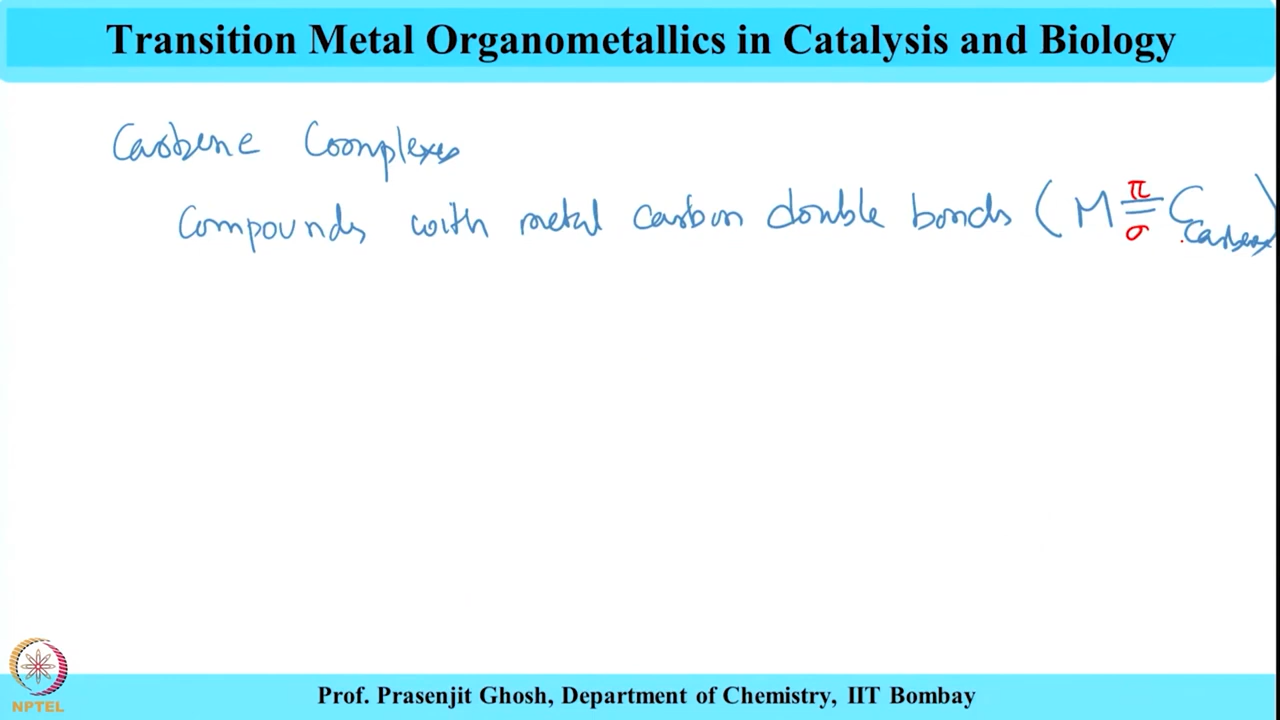 Transition Metal Organometallics in Catalysis and Biology
Carbene Complexes
Compounds with metal carbon double bonds ( M π = σ C carbene )
Prof. Prasenjit Ghosh, Department of Chemistry, IIT Bombay
NPTEL